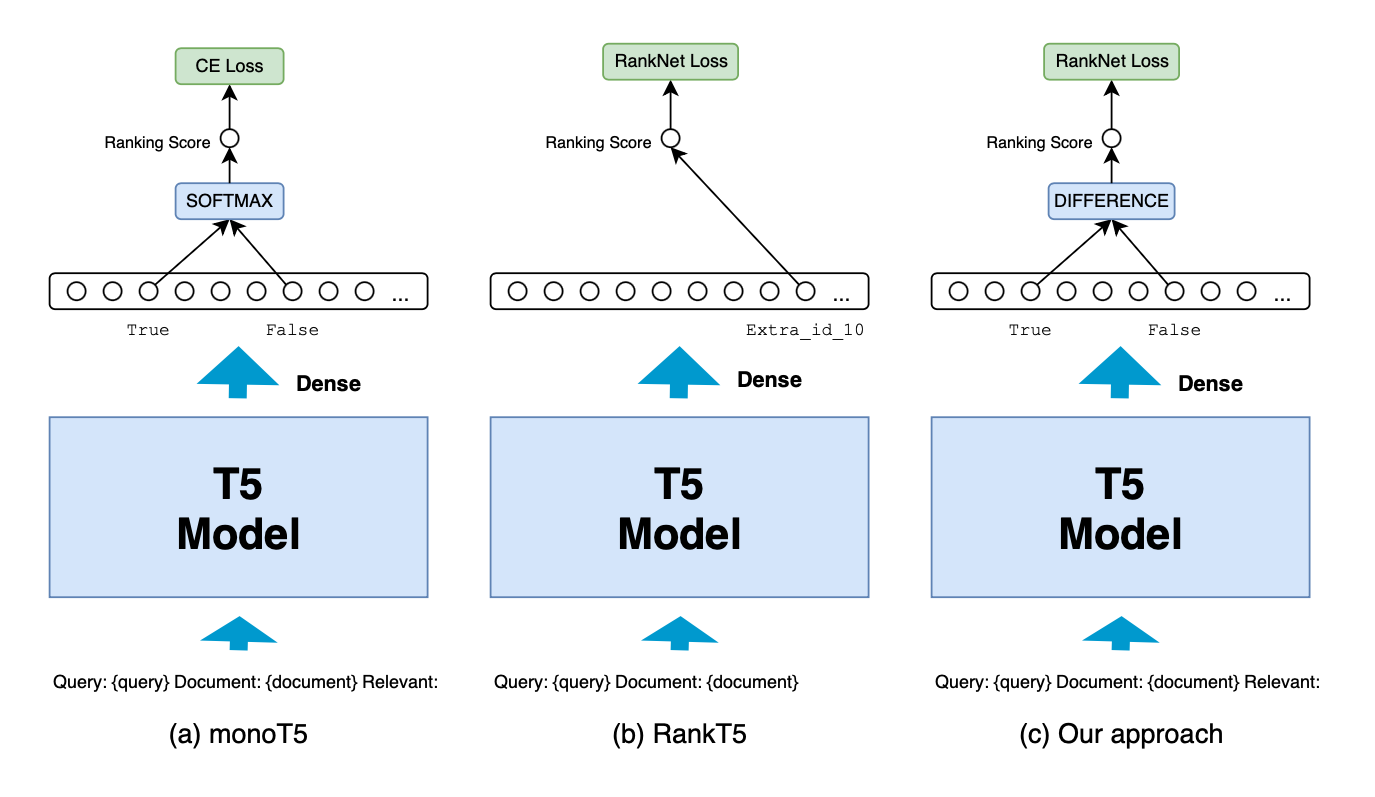 CE Loss
Ranking Score
SOFTMAX
...
True False
Dense
T5
Model
Query: {query} Document: {document} Relevant:
(a) monoT5
RankNet Loss
Ranking Score
...
Extra_id_10
Dense
T5
Model
Query: {query} Document: {document}
(b) RankT5
RankNet Loss
Ranking Score
DIFFERENCE
...
True False
Dense
T5
Model
Query: {query} Document: {document} Relevant:
(c) Our approach